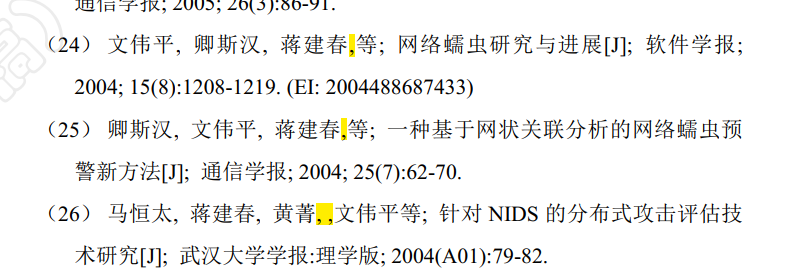 通信学报; 2005; 26(3):86-91.
(24) 文伟平, 卿斯汉, 蒋建春,等; 网络蠕虫研究与进展[J]; 软件学报;
2004; 15(8):1208-1219. (EI: 2004488687433)
(25) 卿斯汉, 文伟平, 蒋建春,等; 一种基于网状关联分析的网络蠕虫预
警新方法[J]; 通信学报; 2004; 25(7):62-70.
(26) 马恒太, 蒋建春, 黄菁, ,文伟平等; 针对 NIDS 的分布式攻击评估技
术研究[J]; 武汉大学学报:理学版; 2004(A01):79-82.